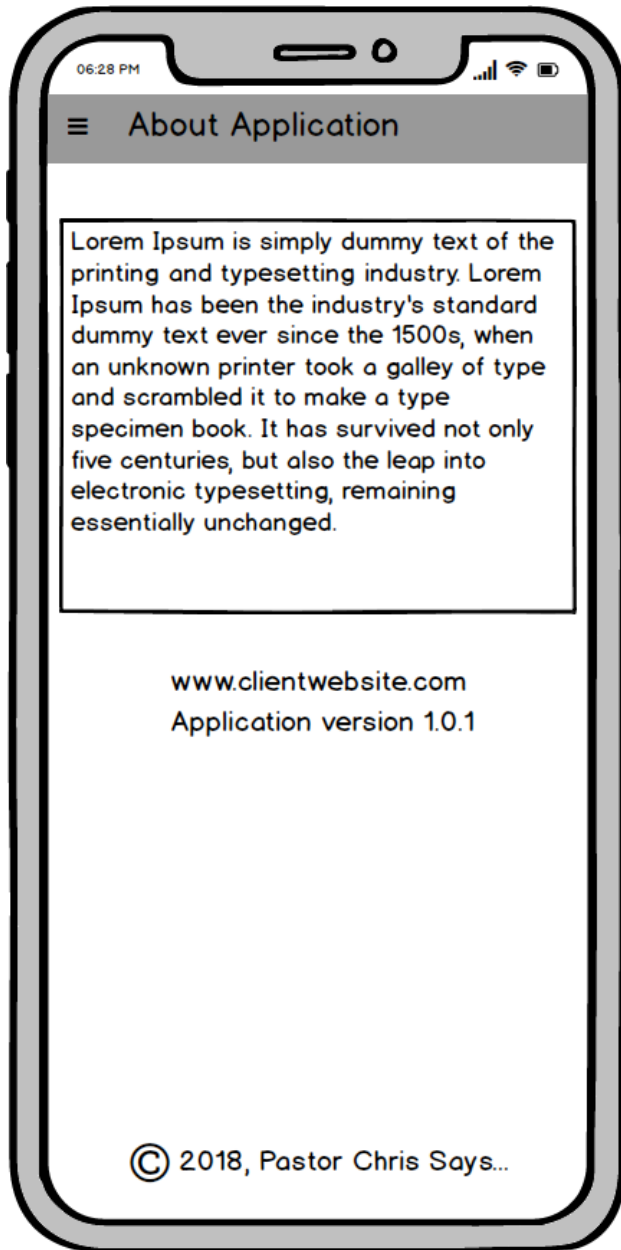 06:28 PM
≡ About Application
Lorem Ipsum is simply dummy text of the
printing and typesetting industry. Lorem
Ipsum has been the industry's standard
dummy text ever since the 1500s, when
an unknown printer took a galley of type
and scrambled it to make a type
specimen book. It has survived not only
five centuries, but also the leap into
electronic typesetting, remaining
essentially unchanged.
www.clientwebsite.com
Application version 1.0.1
© 2018, Pastor Chris Says...